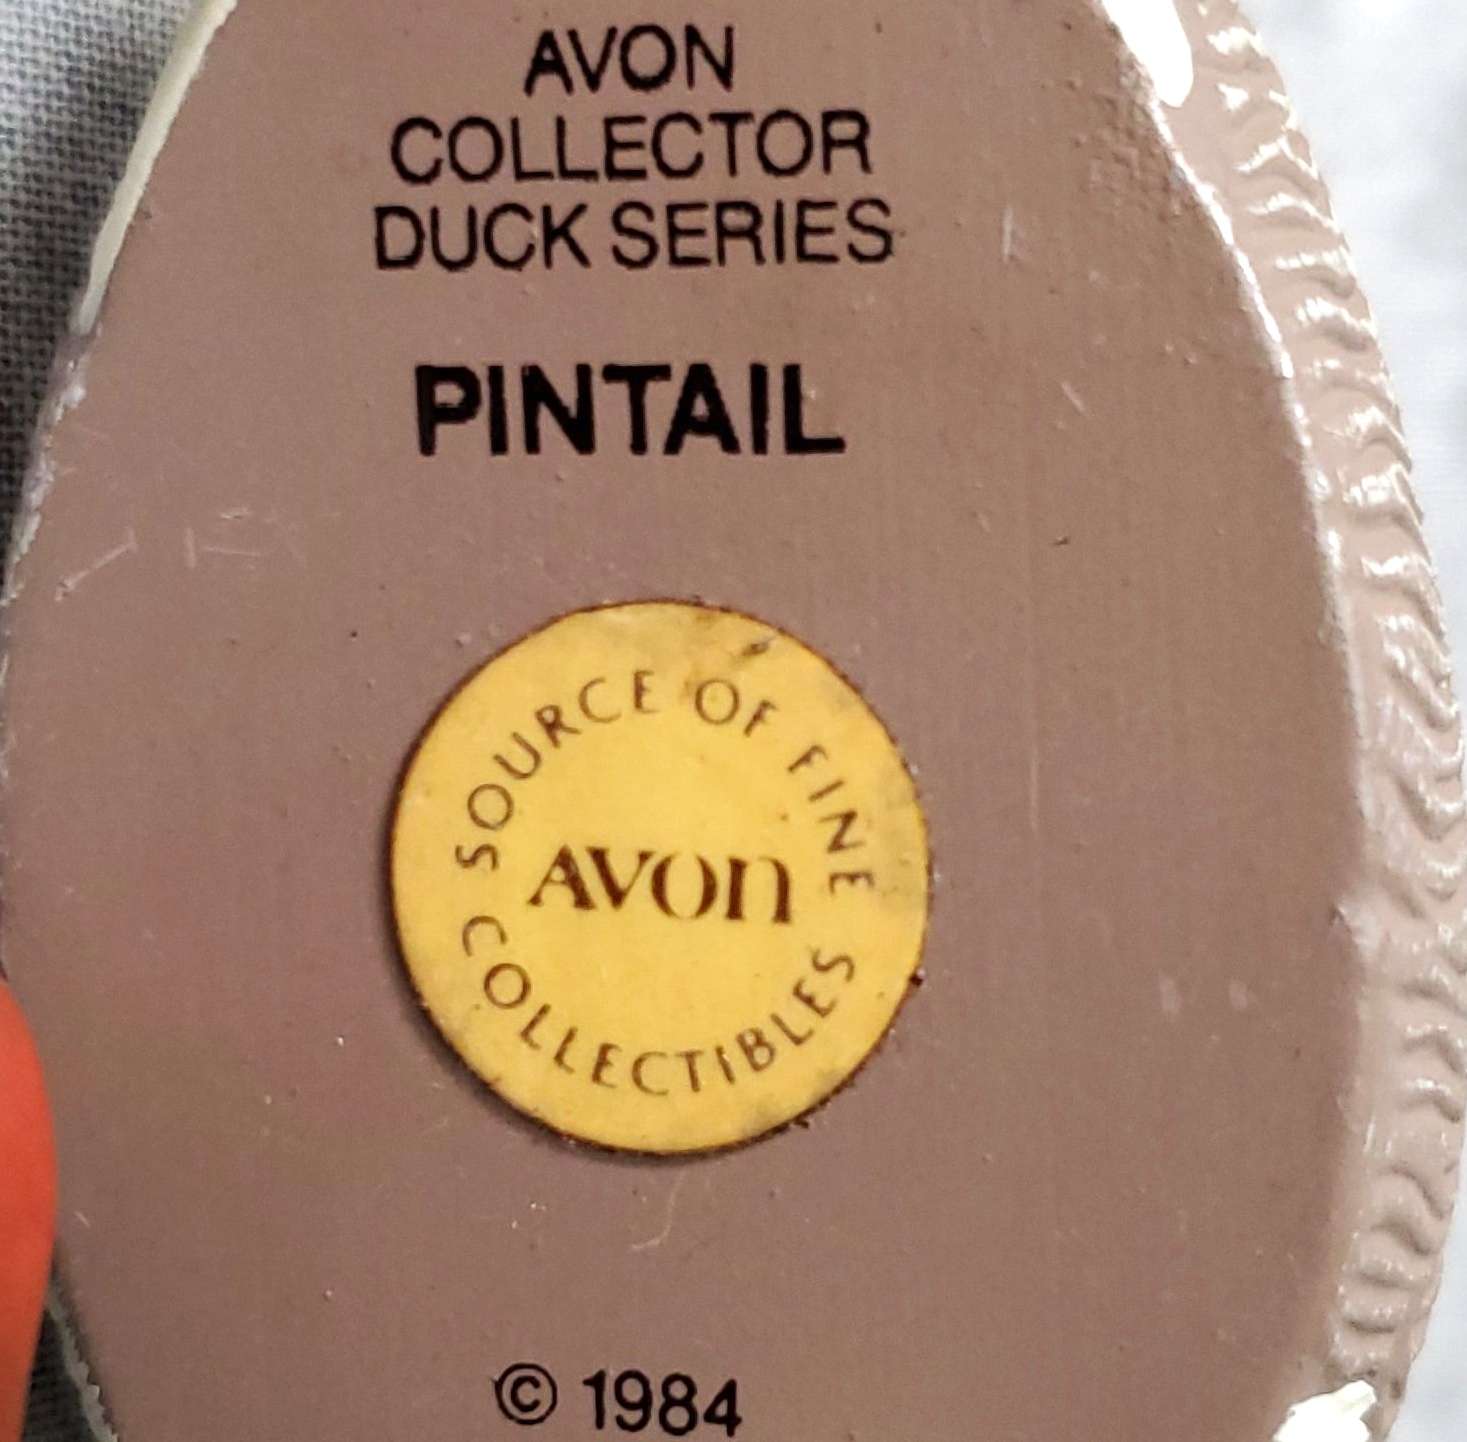 AVON
COLLECTOR
DUCK SERIES
PINTAIL
SOURCE OF FINE
AVON
COLLECTIBLES
© 1984